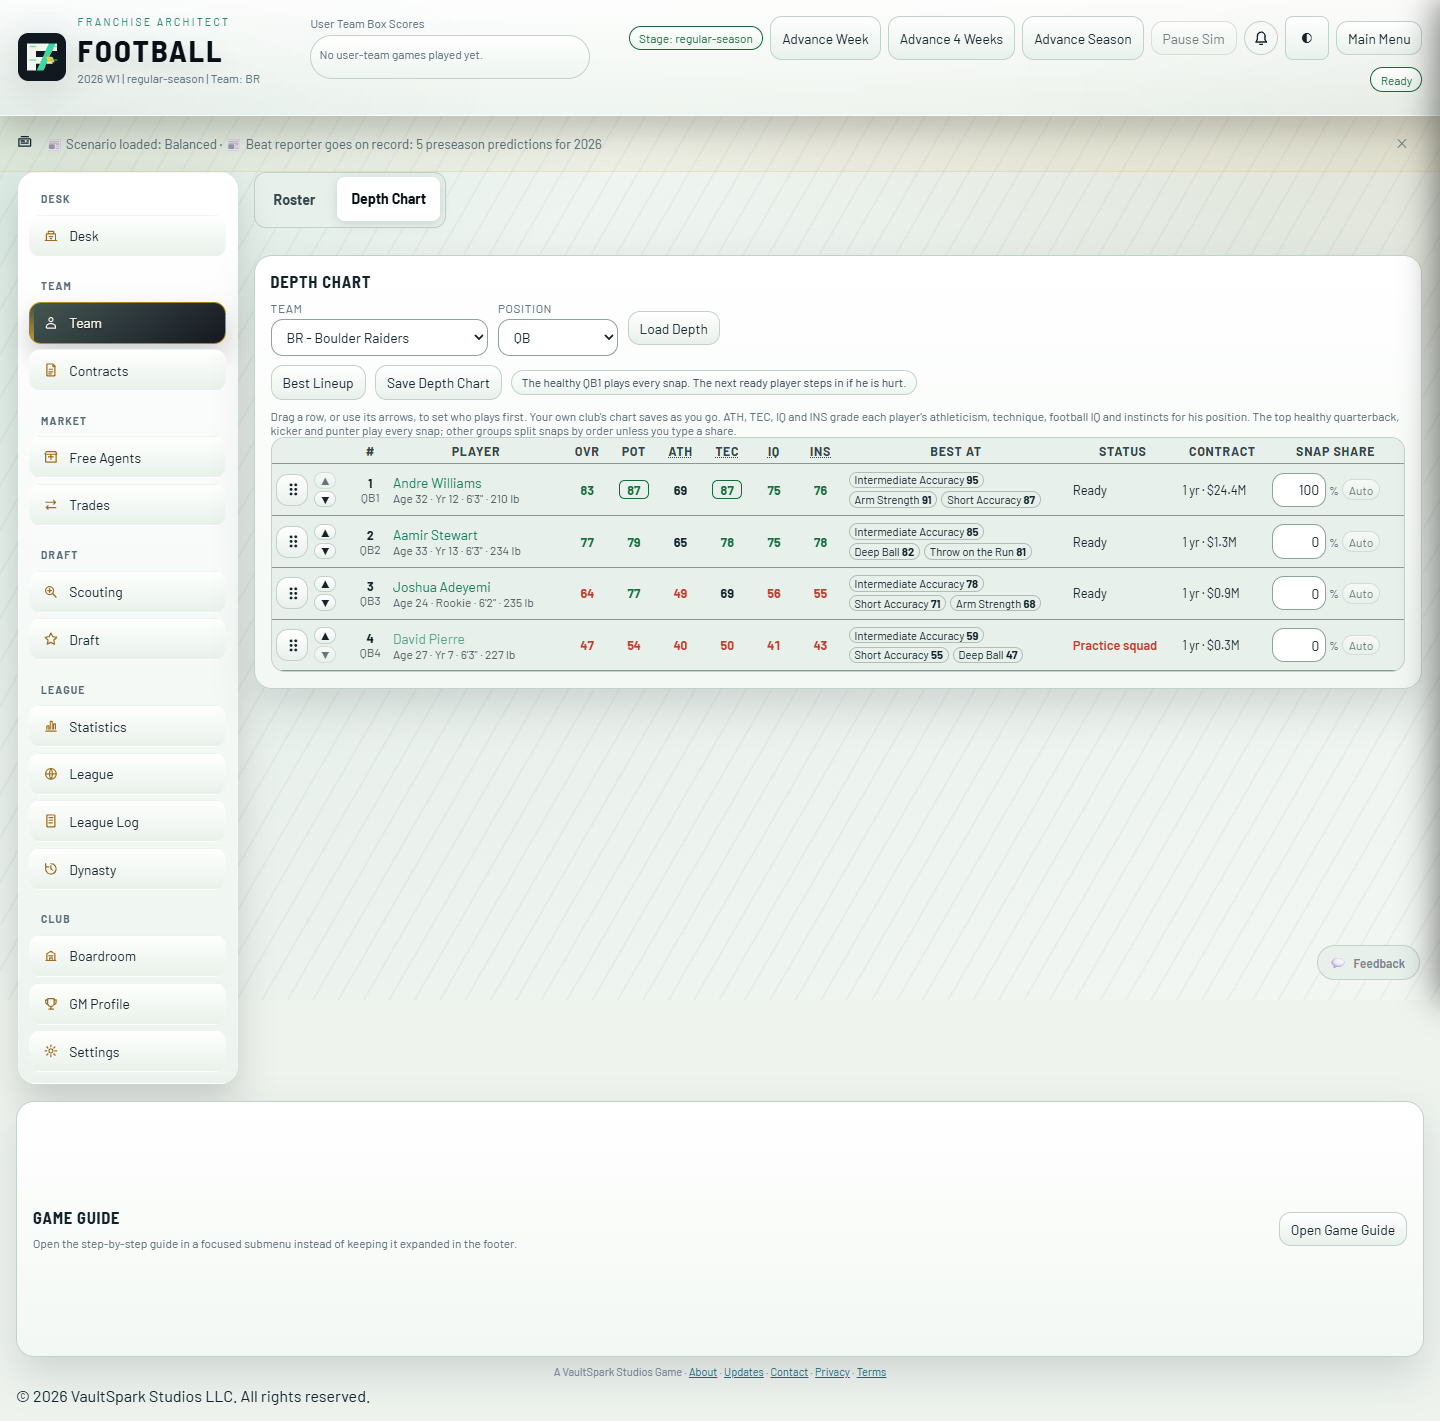 FRANCHISE ARCHITECT
FOOTBALL
2026 W1 | regular-season | Team: BR
User Team Box Scores
No user-team games played yet.
Stage: regular-season
Advance Week
Advance 4 Weeks
Advance Season
Pause Sim
Main Menu
Ready
Scenario loaded: Balanced · Beat reporter goes on record: 5 preseason predictions for 2026
DESK
Desk
TEAM
Team
Contracts
MARKET
Free Agents
Trades
DRAFT
Scouting
Draft
LEAGUE
Statistics
League
League Log
Dynasty
CLUB
Boardroom
GM Profile
Settings
Roster
Depth Chart
DEPTH CHART
TEAM
POSITION
BR - Boulder Raiders
QB
Load Depth
Best Lineup
Save Depth Chart
The healthy QB1 plays every snap. The next ready player steps in if he is hurt.
Drag a row, or use its arrows, to set who plays first. Your own club's chart saves as you go. ATH, TEC, IQ and INS grade each player's athleticism, technique, football IQ and instincts for his position. The top healthy quarterback,
kicker and punter play every snap; other groups split snaps by order unless you type a share.
# PLAYER OVR POT ATH TEC IQ INS BEST AT STATUS CONTRACT SNAP SHARE
1 Andre Williams 83 87 69 87 75 76 Intermediate Accuracy 95 Ready 1 yr · $24.4M 100 % Auto
QB1 Age 32 · Yr 12 · 6'3" · 210 lb Arm Strength 91 Short Accuracy 87
2 Aamir Stewart 77 79 65 78 75 78 Intermediate Accuracy 85 Ready 1 yr · $1.3M 0 % Auto
QB2 Age 33 · Yr 13 · 6'3" · 234 lb Deep Ball 82 Throw on the Run 81
3 Joshua Adeyemi 64 77 49 69 56 55 Intermediate Accuracy 78 Ready 1 yr · $0.9M 0 % Auto
QB3 Age 24 · Rookie · 6'2" · 235 lb Short Accuracy 71 Arm Strength 68
4 David Pierre 47 54 40 50 41 43 Intermediate Accuracy 59 Practice squad 1 yr · $0.3M 0 % Auto
QB4 Age 27 · Yr 7 · 6'3" · 227 lb Short Accuracy 55 Deep Ball 47
Feedback
GAME GUIDE
Open the step-by-step guide in a focused submenu instead of keeping it expanded in the footer.
Open Game Guide
A VaultSpark Studios Game · About · Updates · Contact · Privacy · Terms
© 2026 VaultSpark Studios LLC. All rights reserved.